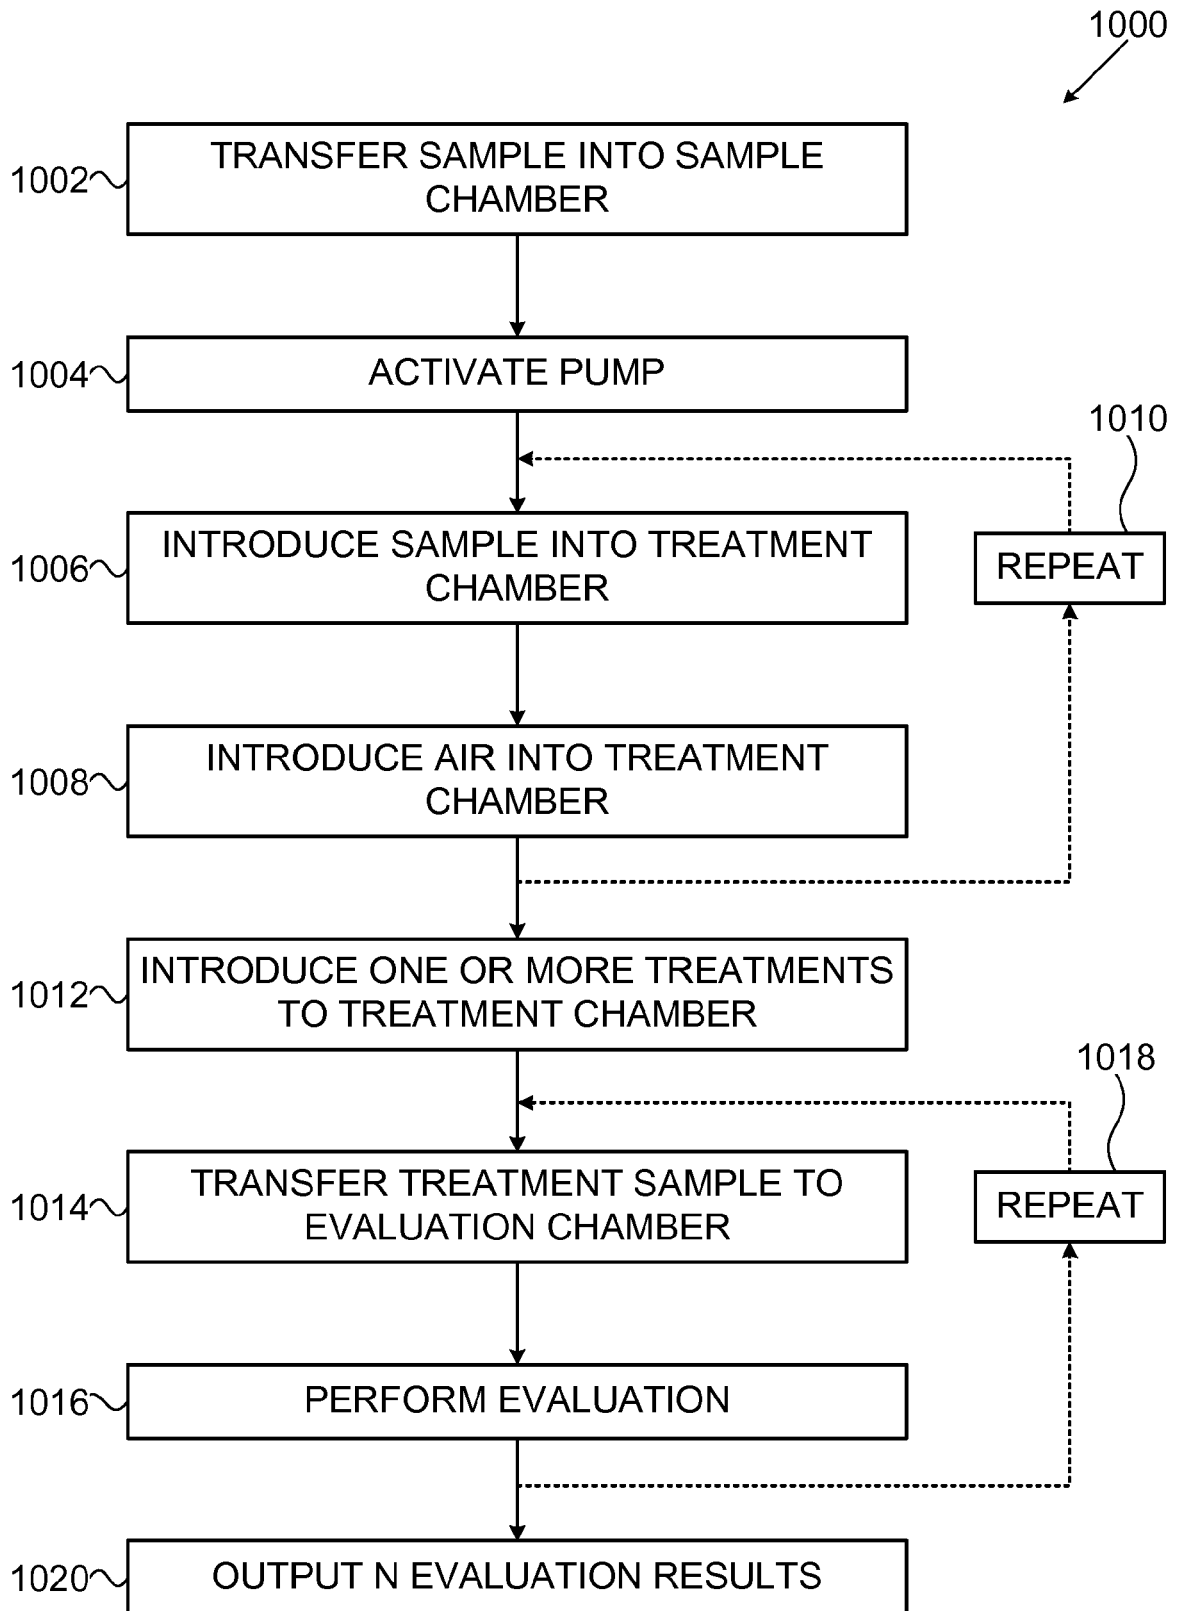 1000
1002
TRANSFER SAMPLE INTO SAMPLE
CHAMBER
1004
ACTIVATE PUMP
1010
REPEAT
1006
INTRODUCE SAMPLE INTO TREATMENT
CHAMBER
1008
INTRODUCE AIR INTO TREATMENT
CHAMBER
1012
INTRODUCE ONE OR MORE TREATMENTS
TO TREATMENT CHAMBER
1018
REPEAT
1014
TRANSFER TREATMENT SAMPLE TO
EVALUATION CHAMBER
1016
PERFORM EVALUATION
1020
OUTPUT N EVALUATION RESULTS